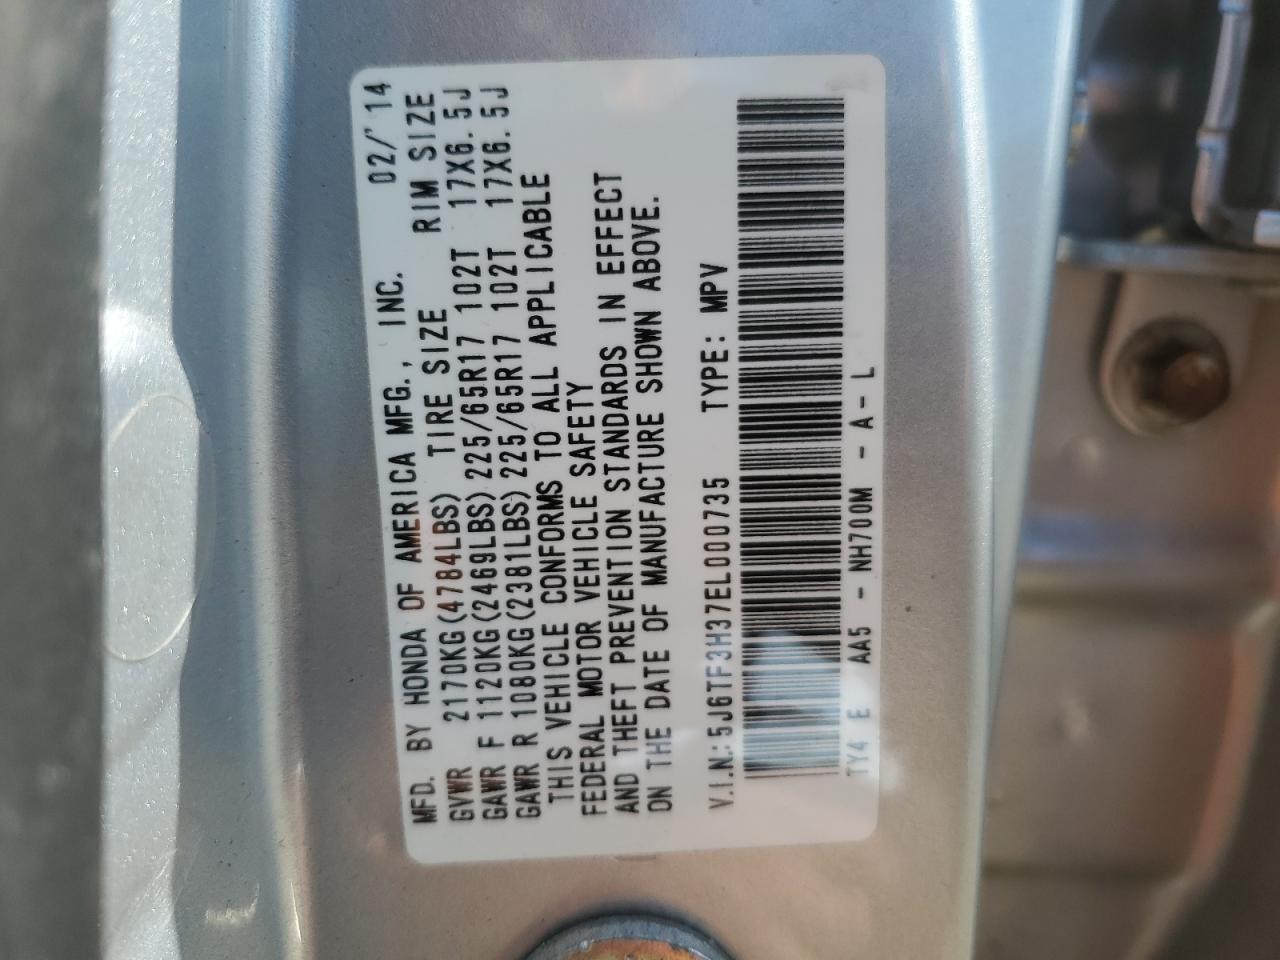 MFD. BY HONDA OF AMERICA MFG., INC. 02/'14
GVWR 2170KG(4784LBS) TIRE SIZE RIM SIZE
GAWR F 1120KG(2469LBS) 225/65R17 102T 17X6.5J
GAWR R 1080KG(2381LBS) 225/65R17 102T 17X6.5J
THIS VEHICLE CONFORMS TO ALL APPLICABLE
FEDERAL MOTOR VEHICLE SAFETY
AND THEFT PREVENTION STANDARDS IN EFFECT
ON THE DATE OF MANUFACTURE SHOWN ABOVE.
V.I.N.: 5J6TF3H37EL000735 TYPE: MPV
TY4 E AA5 - NH700M - A - L